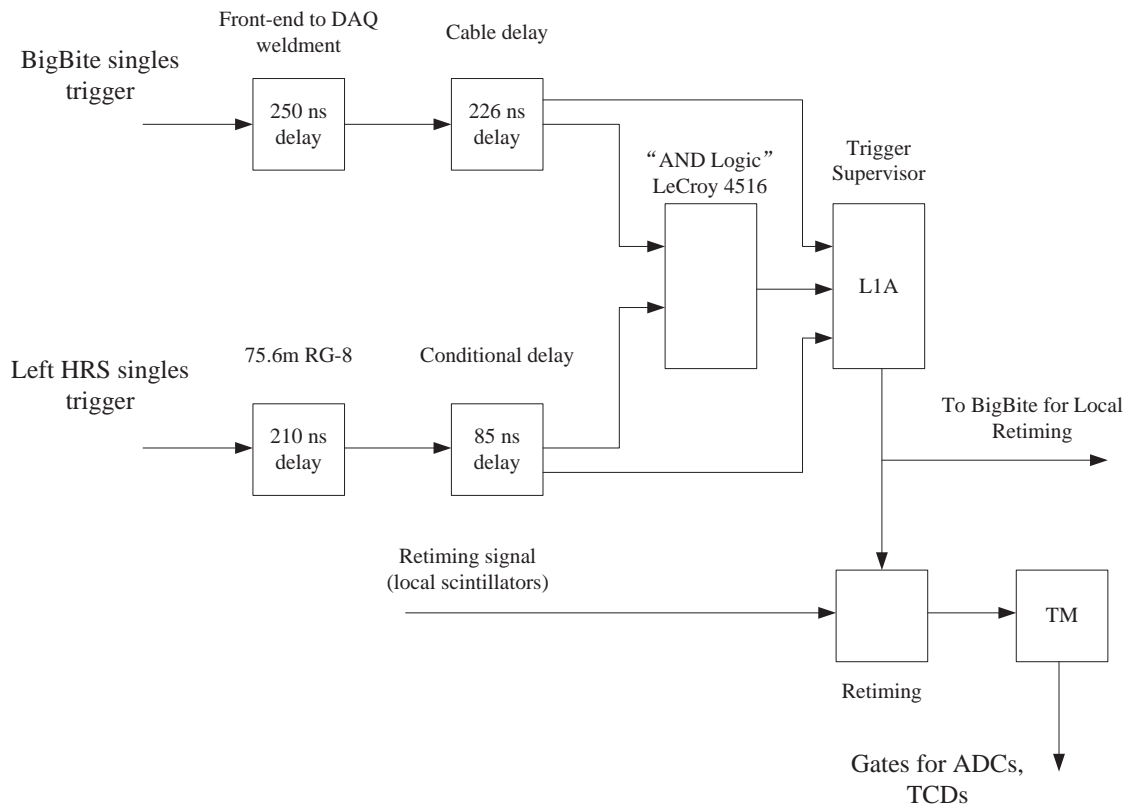 Front-end to DAQ
weldment
Cable delay
BigBite singles
trigger
250 ns
delay
226 ns
delay
“AND Logic”
LeCroy 4516
Trigger
Supervisor
L1A
75.6m RG-8
Conditional delay
Left HRS singles
trigger
210 ns
delay
85 ns
delay
To BigBite for Local
Retiming
Retiming signal
(local scintillators)
TM
Retiming
Gates for ADCs,
TCDs